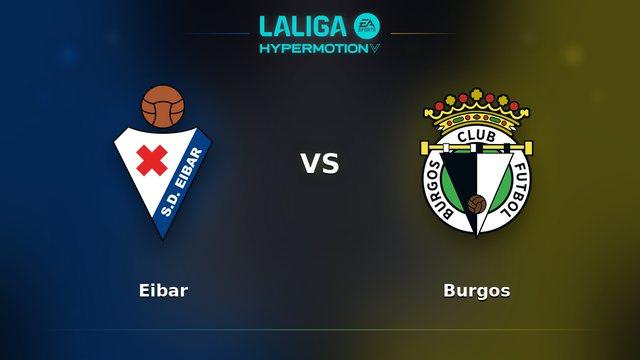 LALIGA EA SPORTS
HYPERMOTION
S.D. EIBAR
VS
CLUB
BURGOS
FUTBOL
Eibar
Burgos